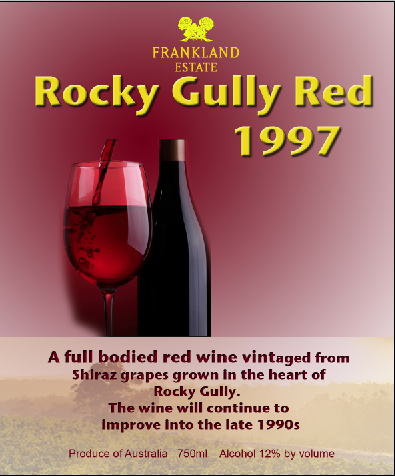 FRANKLAND
ESTATE
Rocky Gully Red
1997
A full bodied red wine vintaged from
Shiraz grapes grown in the heart of
Rocky Gully.
The wine will continue to
improve into the late 1990s
Produce of Australia 750ml Alcohol 12% by volume